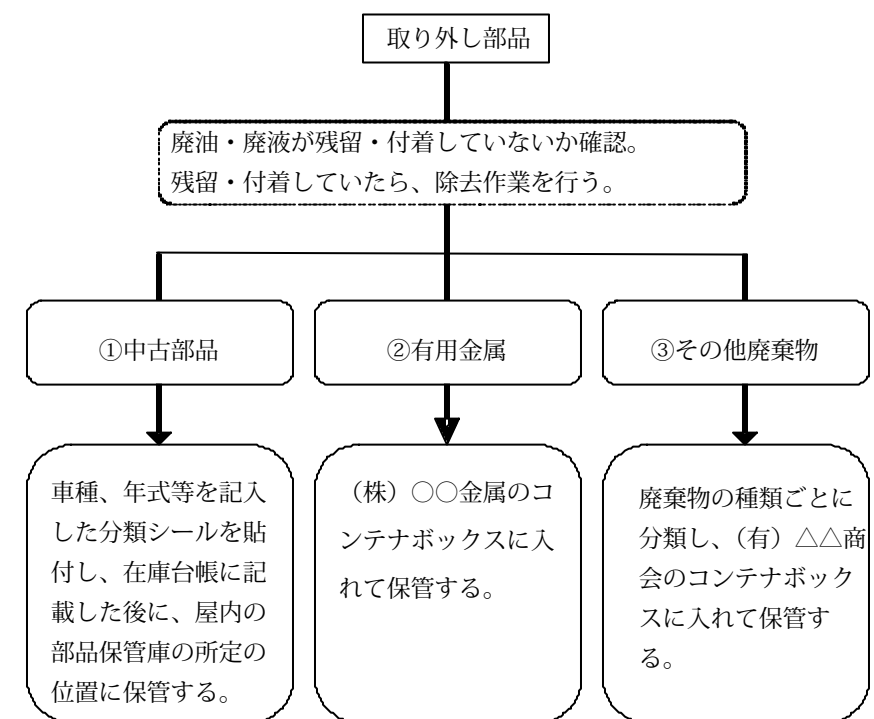 取り外し部品
廃油・廃液が残留・付着していないか確認。
残留・付着していたら、除去作業を行う。
①中古部品
②有用金属
③その他廃棄物
車種、年式等を記入
した分類シールを貼
付し、在庫台帳に記
載した後に、屋内の
部品保管庫の所定の
位置に保管する。
（株）○○金属のコ
ンテナボックスに入
れて保管する。
廃棄物の種類ごとに
分類し、（有）△△商
会のコンテナボック
スに入れて保管す
る。